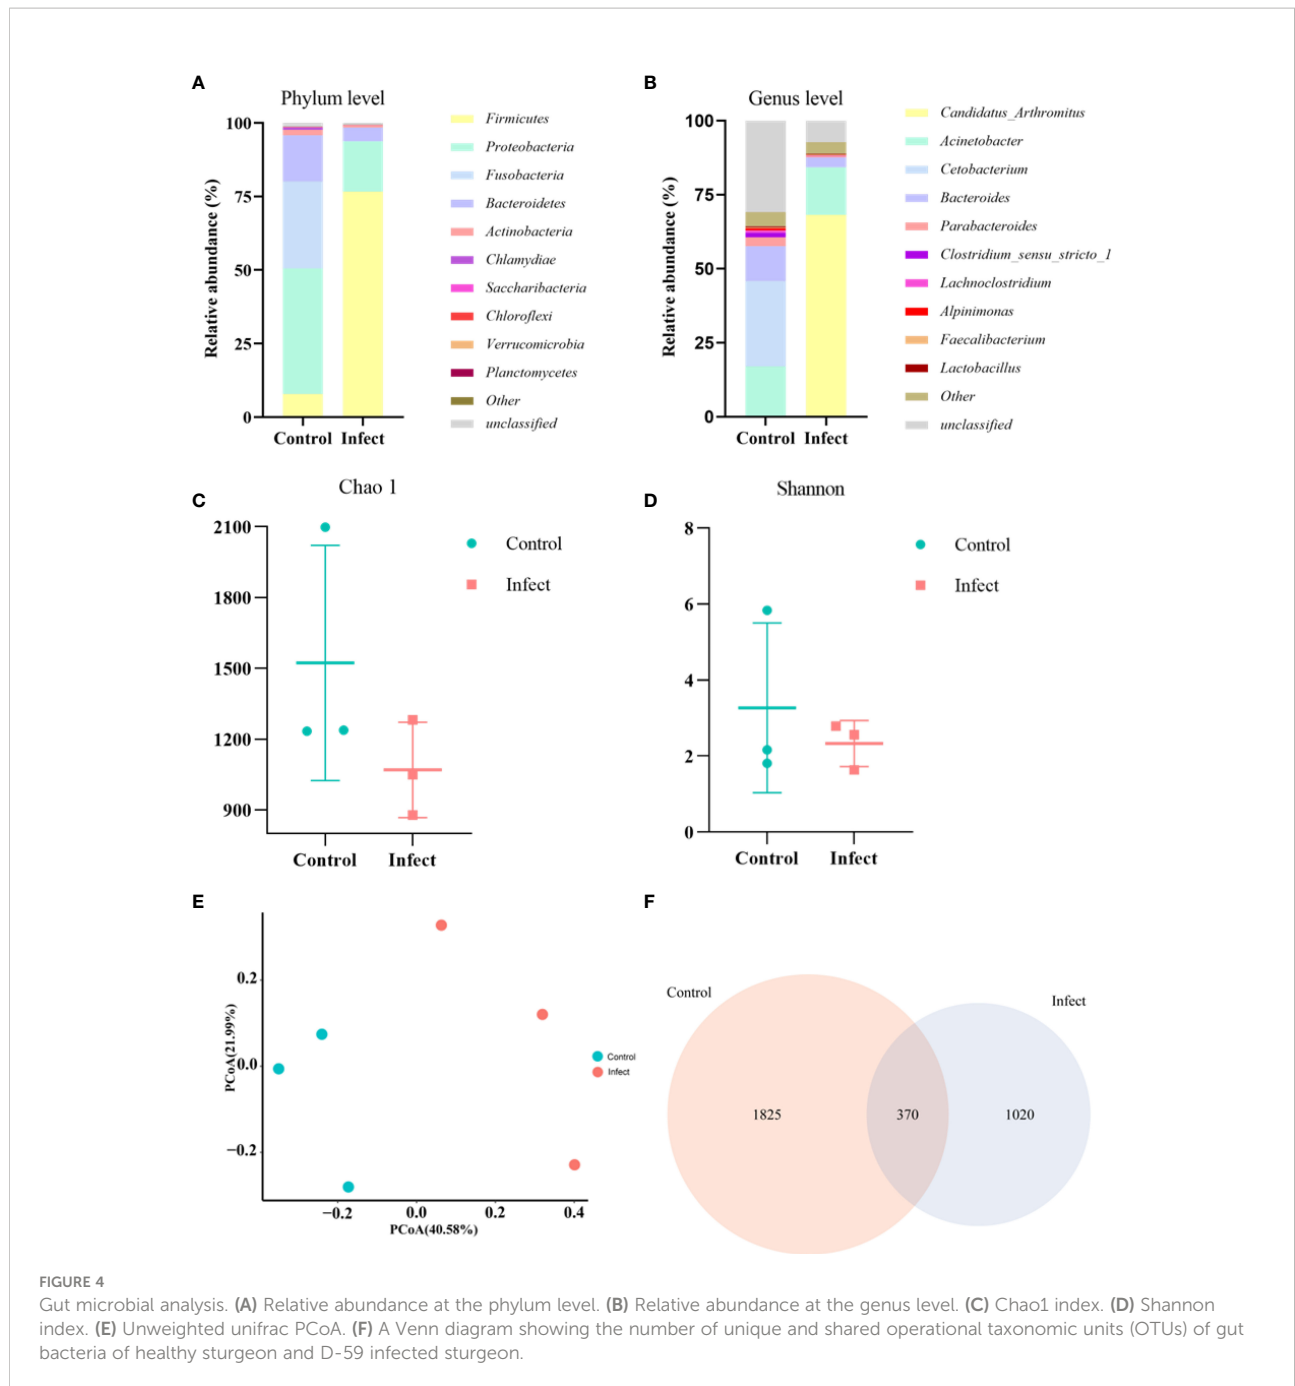 A
Phylum level
Relative abundance (%)
100
75
50
25
0
Control Infect
Firmicutes
Proteobacteria
Fusobacteria
Bacteroidetes
Actinobacteria
Chlamydiae
Saccharibacteria
Chloroflexi
Verrucomicrobia
Planctomycetes
Other
unclassified
B
Genus level
Relative abundance (%)
100
75
50
25
0
Control Infect
Candidatus_Arthromitus
Acinetobacter
Cetobacterium
Bacteroides
Parabacteroides
Clostridium_sensu_stricto_1
Lachnoclostridium
Alpinimonas
Faecalibacterium
Lactobacillus
Other
unclassified
C
Chao 1
2100
1800
1500
1200
900
Control Infect
Control
Infect
D
Shannon
8
6
4
2
0
Control Infect
Control
Infect
E
PCoA(21.99%)
0.2
0.0
−0.2
−0.2 0.0 0.2 0.4
PCoA(40.58%)
Control
Infect
F
Control
Infect
1825 370 1020
FIGURE 4
Gut microbial analysis. (A) Relative abundance at the phylum level. (B) Relative abundance at the genus level. (C) Chao1 index. (D) Shannon
index. (E) Unweighted unifrac PCoA. (F) A Venn diagram showing the number of unique and shared operational taxonomic units (OTUs) of gut
bacteria of healthy sturgeon and D-59 infected sturgeon.